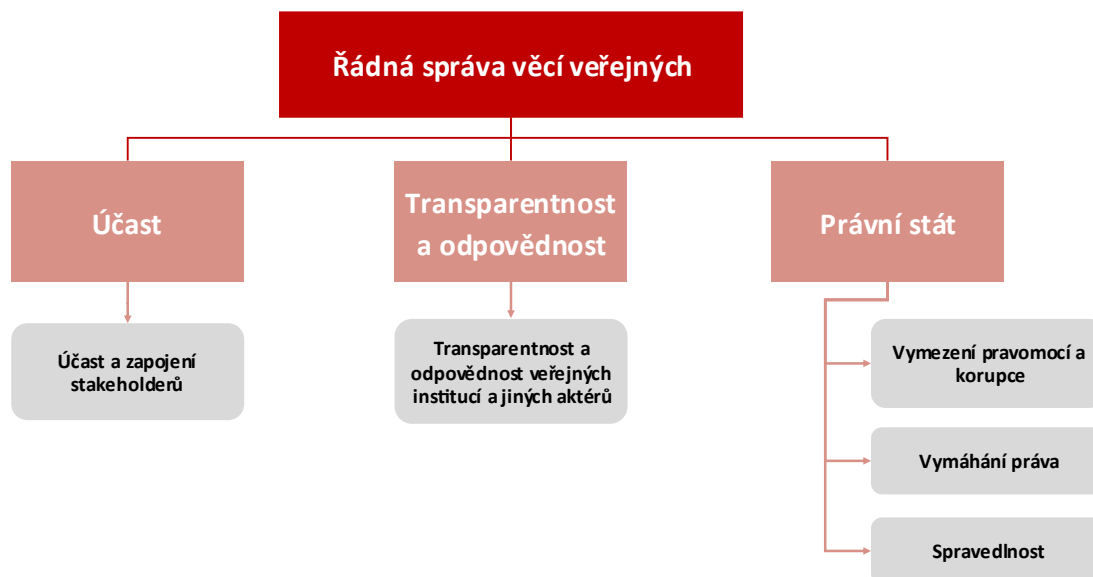 Řádná správa věcí veřejných
Účast
Transparentnost
a odpovědnost
Právní stát
Účast a zapojení
stakeholderů
Transparentnost a
odpovědnost veřejných
institucí a jiných aktérů
Vymezení pravomocí a
korupce
Vymáhání práva
Spravedlnost